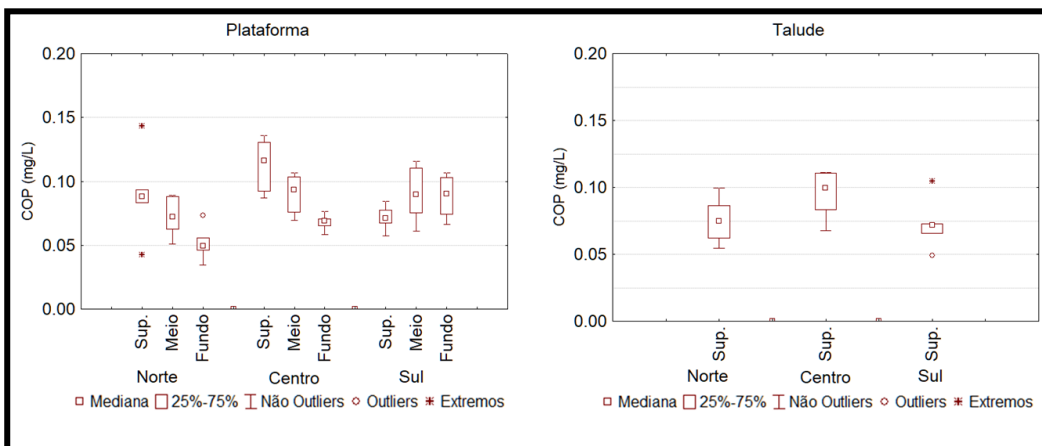 Plataforma
0.20
0.15
0.10
0.05
0.00
COP (mg/L)
Sup.
Meio
Fundo
Sup.
Meio
Fundo
Sup.
Meio
Fundo
Norte
Centro
Sul
Mediana 25%-75% Não Outliers Outliers Extremos
Talude
0.20
0.15
0.10
0.05
0.00
COP (mg/L)
Sup.
Sup.
Sup.
Norte
Centro
Sul
Mediana 25%-75% Não Outliers Outliers Extremos